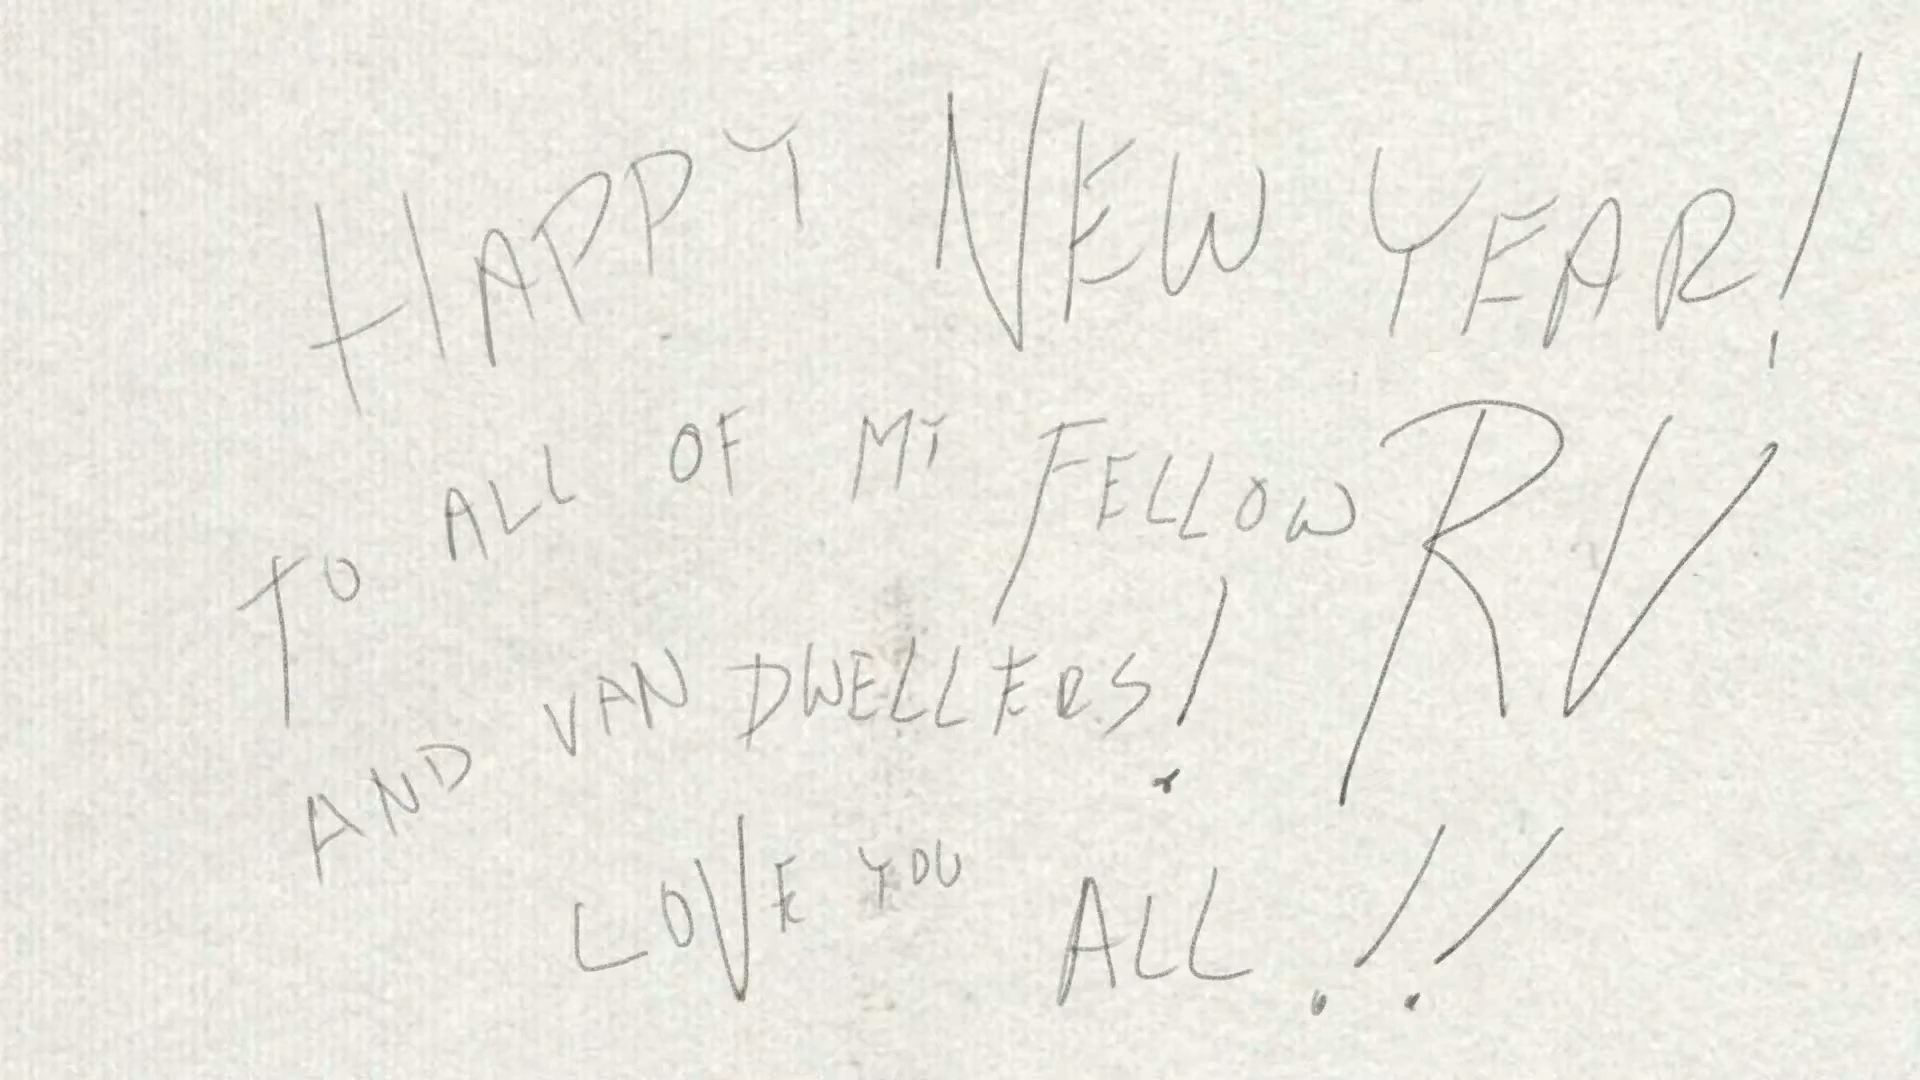 HAPPY NEW YEAR!
TO ALL OF MY FELLOW RV
AND VAN DWELLERS!
LOVE YOU ALL!!